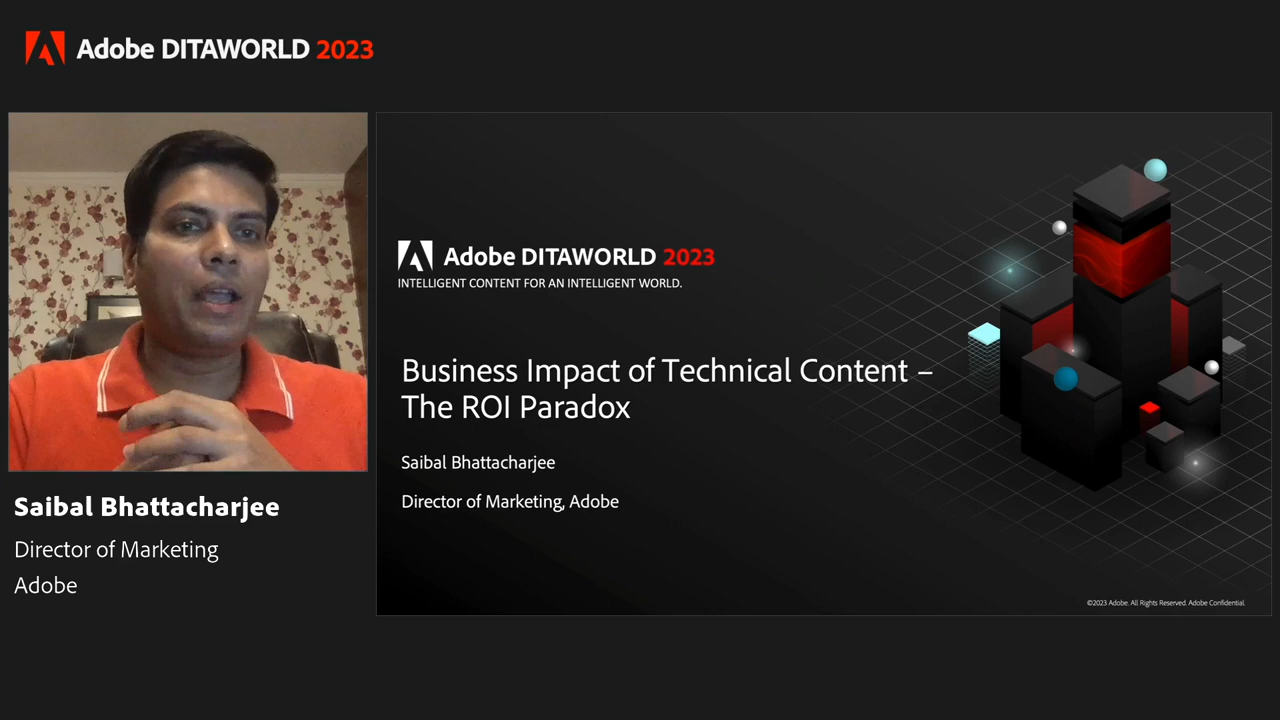 Adobe DITAWORLD 2023
Adobe DITAWORLD 2023
INTELLIGENT CONTENT FOR AN INTELLIGENT WORLD.
Business Impact of Technical Content –
The ROI Paradox
Saibal Bhattacharjee
Director of Marketing, Adobe
©2023 Adobe. All Rights Reserved. Adobe Confidential.
Saibal Bhattacharjee
Director of Marketing
Adobe